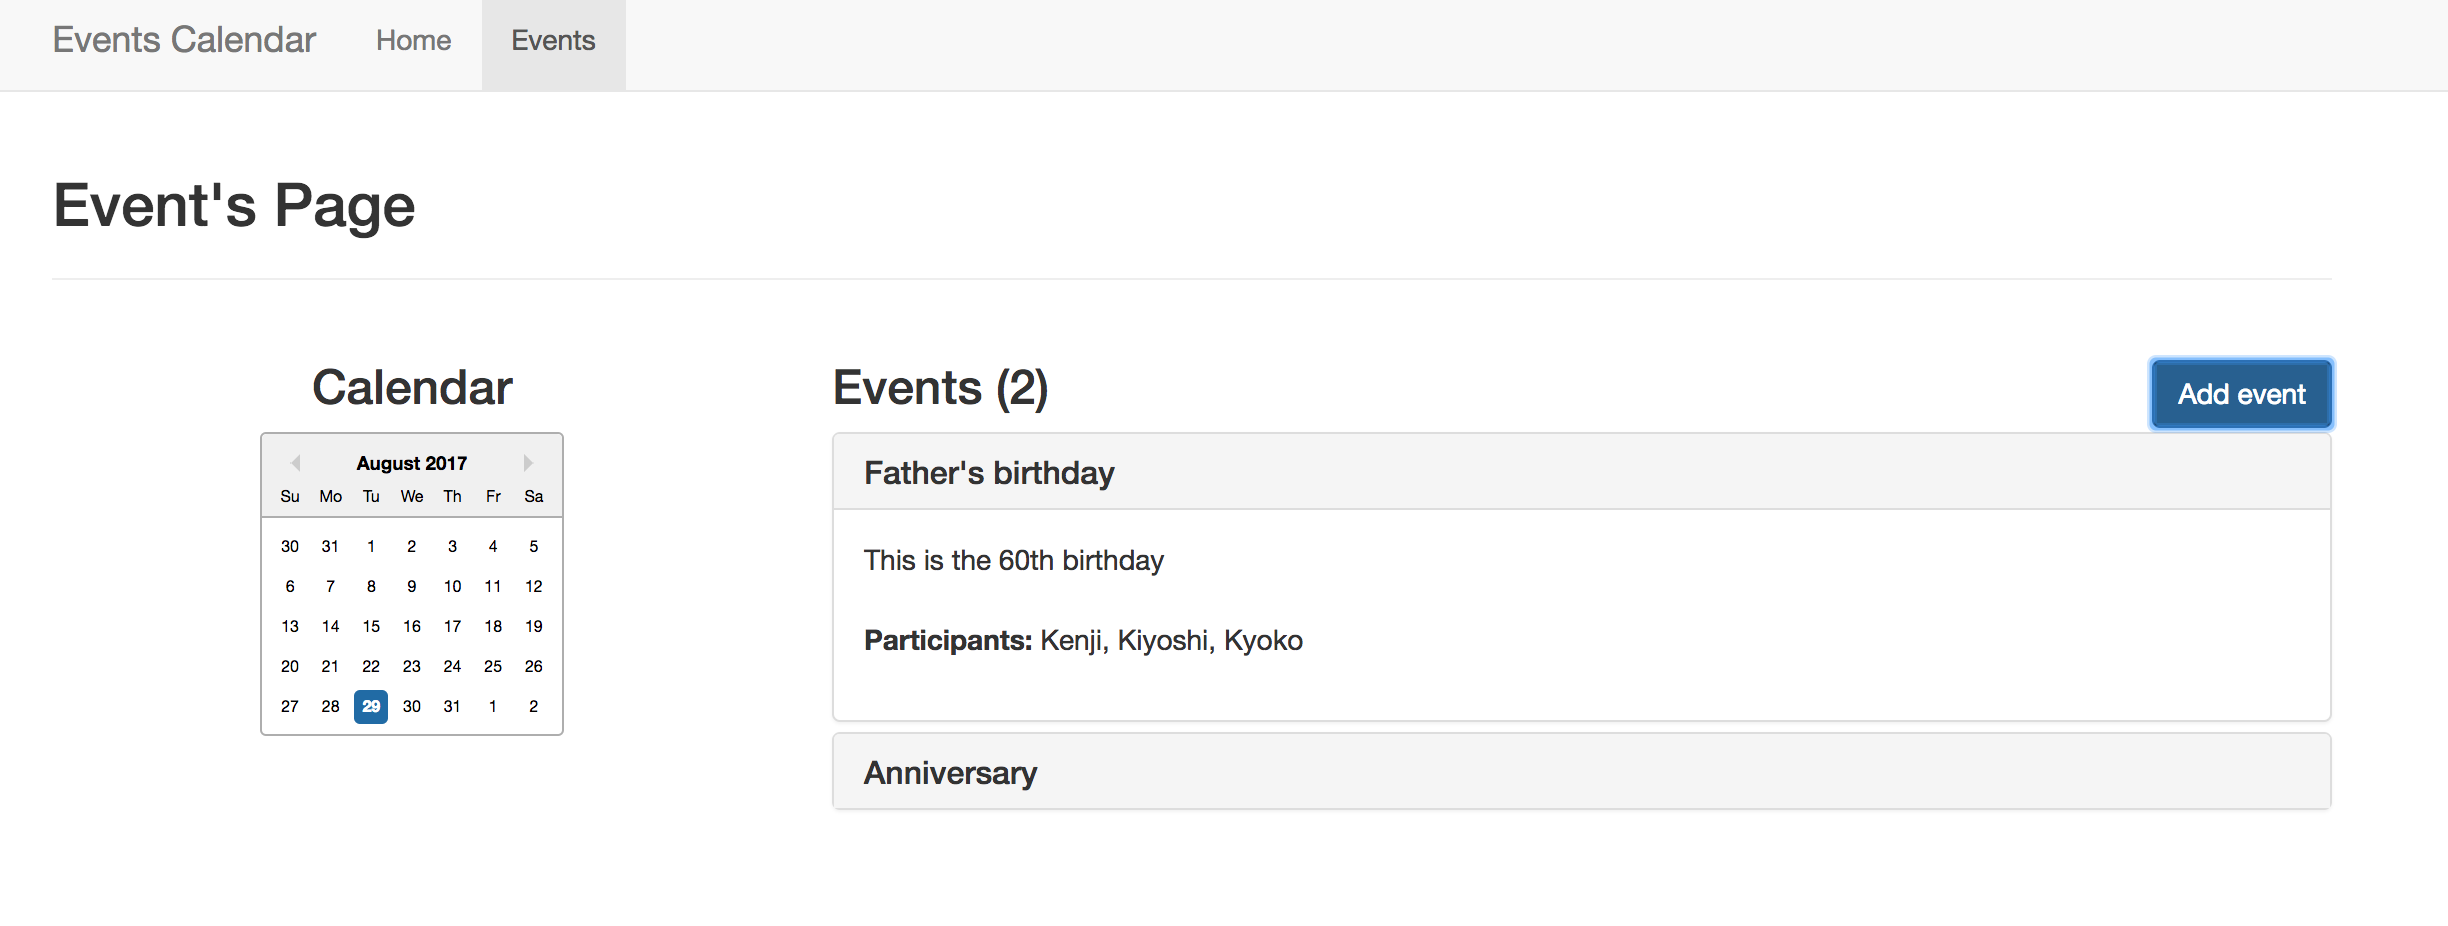 Events Calendar Home Events
Event's Page
Calendar
August 2017
Su Mo Tu We Th Fr Sa
30 31 1 2 3 4 5
6 7 8 9 10 11 12
13 14 15 16 17 18 19
20 21 22 23 24 25 26
27 28 29 30 31 1 2
Events (2)
Add event
Father's birthday
This is the 60th birthday
Participants: Kenji, Kiyoshi, Kyoko
Anniversary